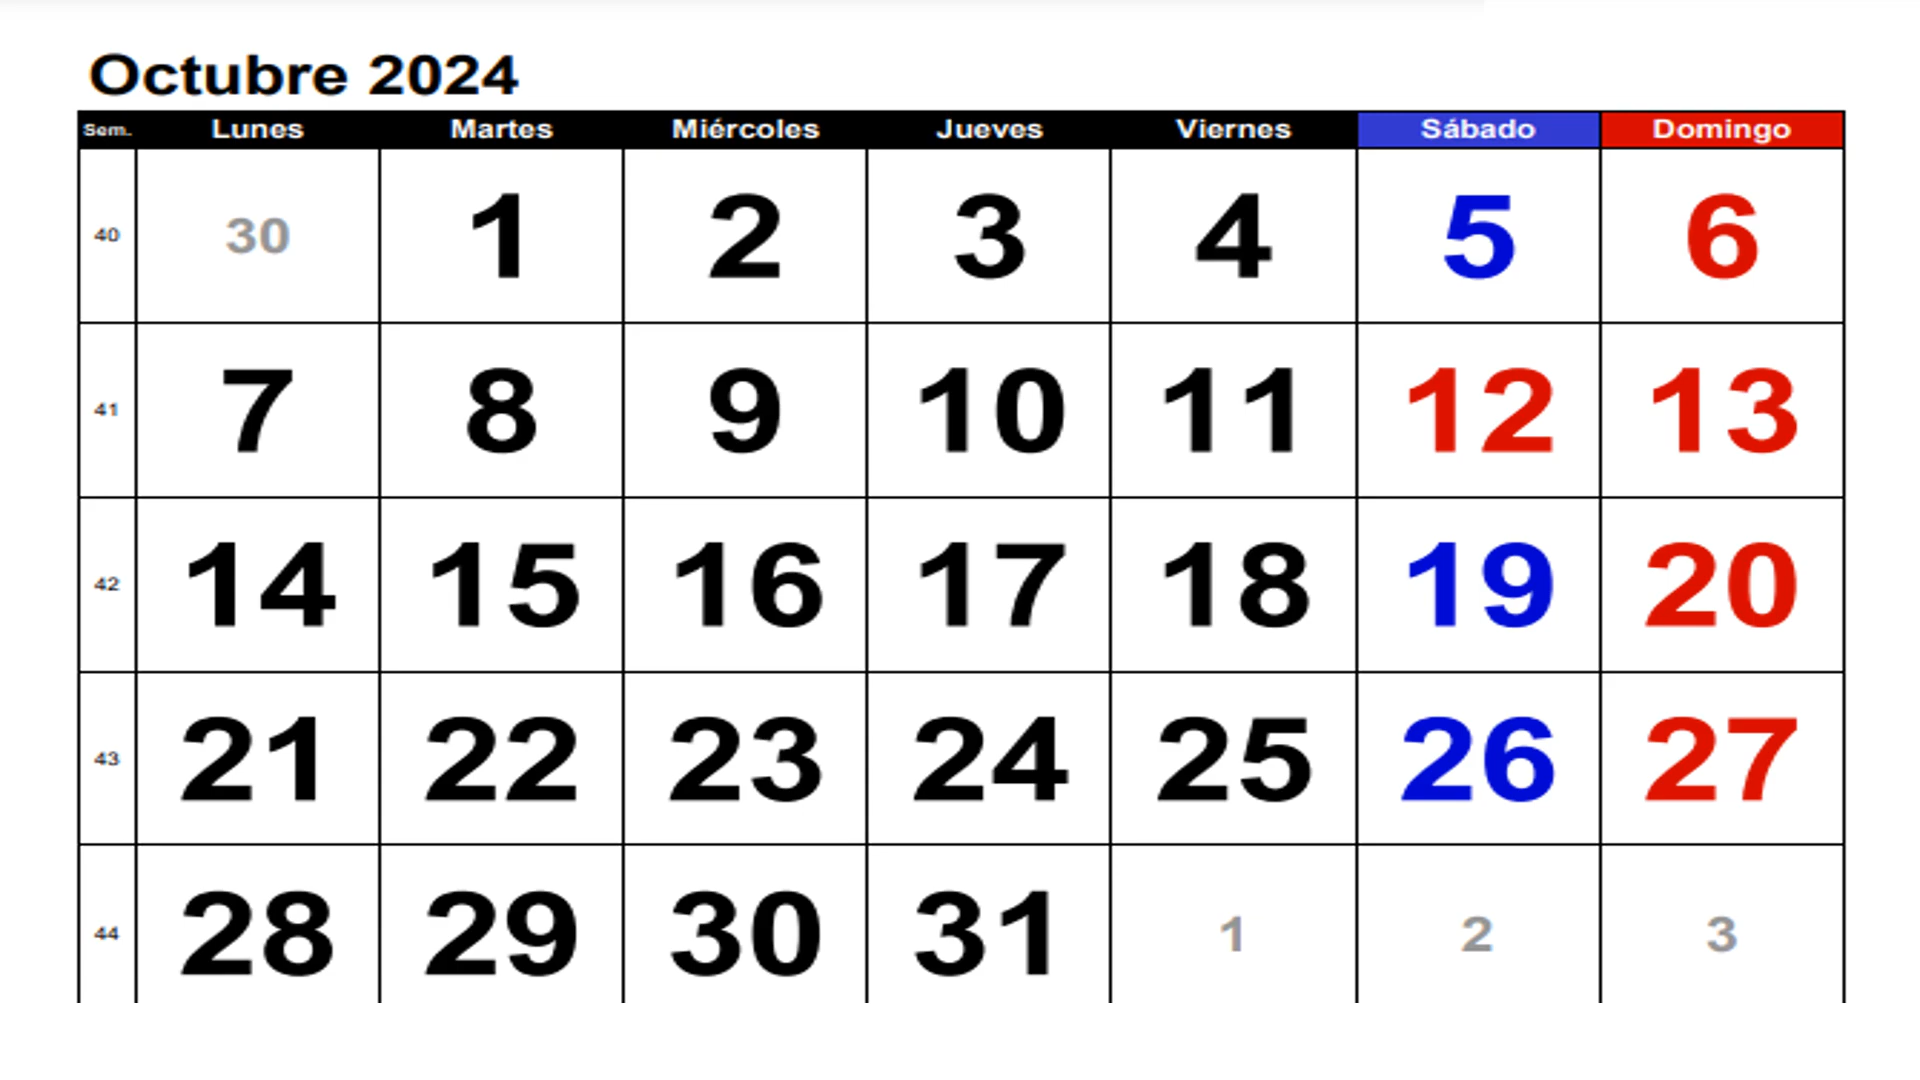 Octubre 2024
Sem. Lunes Martes Miércoles Jueves Viernes Sábado Domingo
40 30 1 2 3 4 5 6
41 7 8 9 10 11 12 13
42 14 15 16 17 18 19 20
43 21 22 23 24 25 26 27
44 28 29 30 31 1 2 3